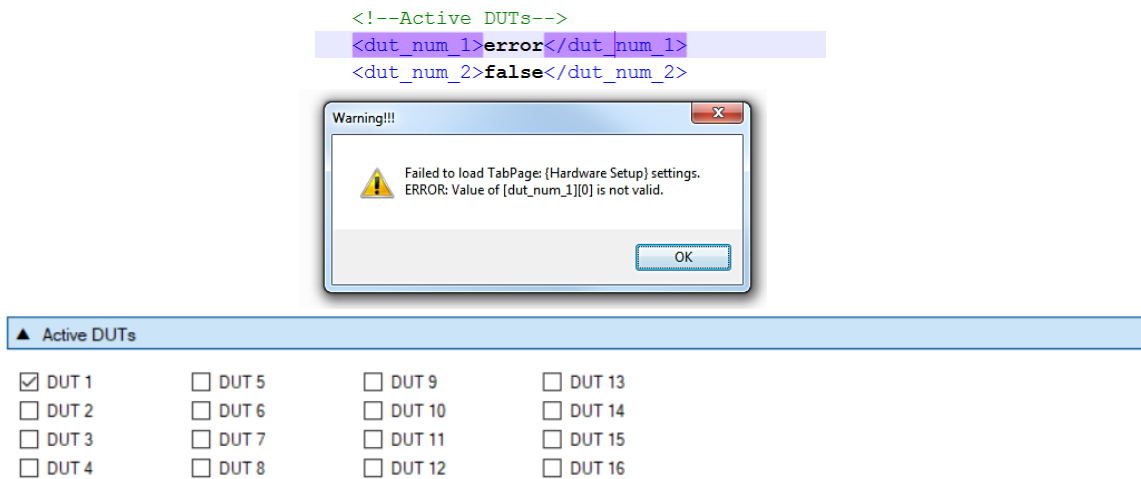 <!--Active DUTs-->
<dut_num_1>error</dut_num_1>
<dut_num_2>false</dut_num_2>
Warning!!!
Failed to load TabPage: {Hardware Setup} settings.
ERROR: Value of [dut_num_1][0] is not valid.
OK
Active DUTs
DUT 1 DUT 5 DUT 9 DUT 13
DUT 2 DUT 6 DUT 10 DUT 14
DUT 3 DUT 7 DUT 11 DUT 15
DUT 4 DUT 8 DUT 12 DUT 16